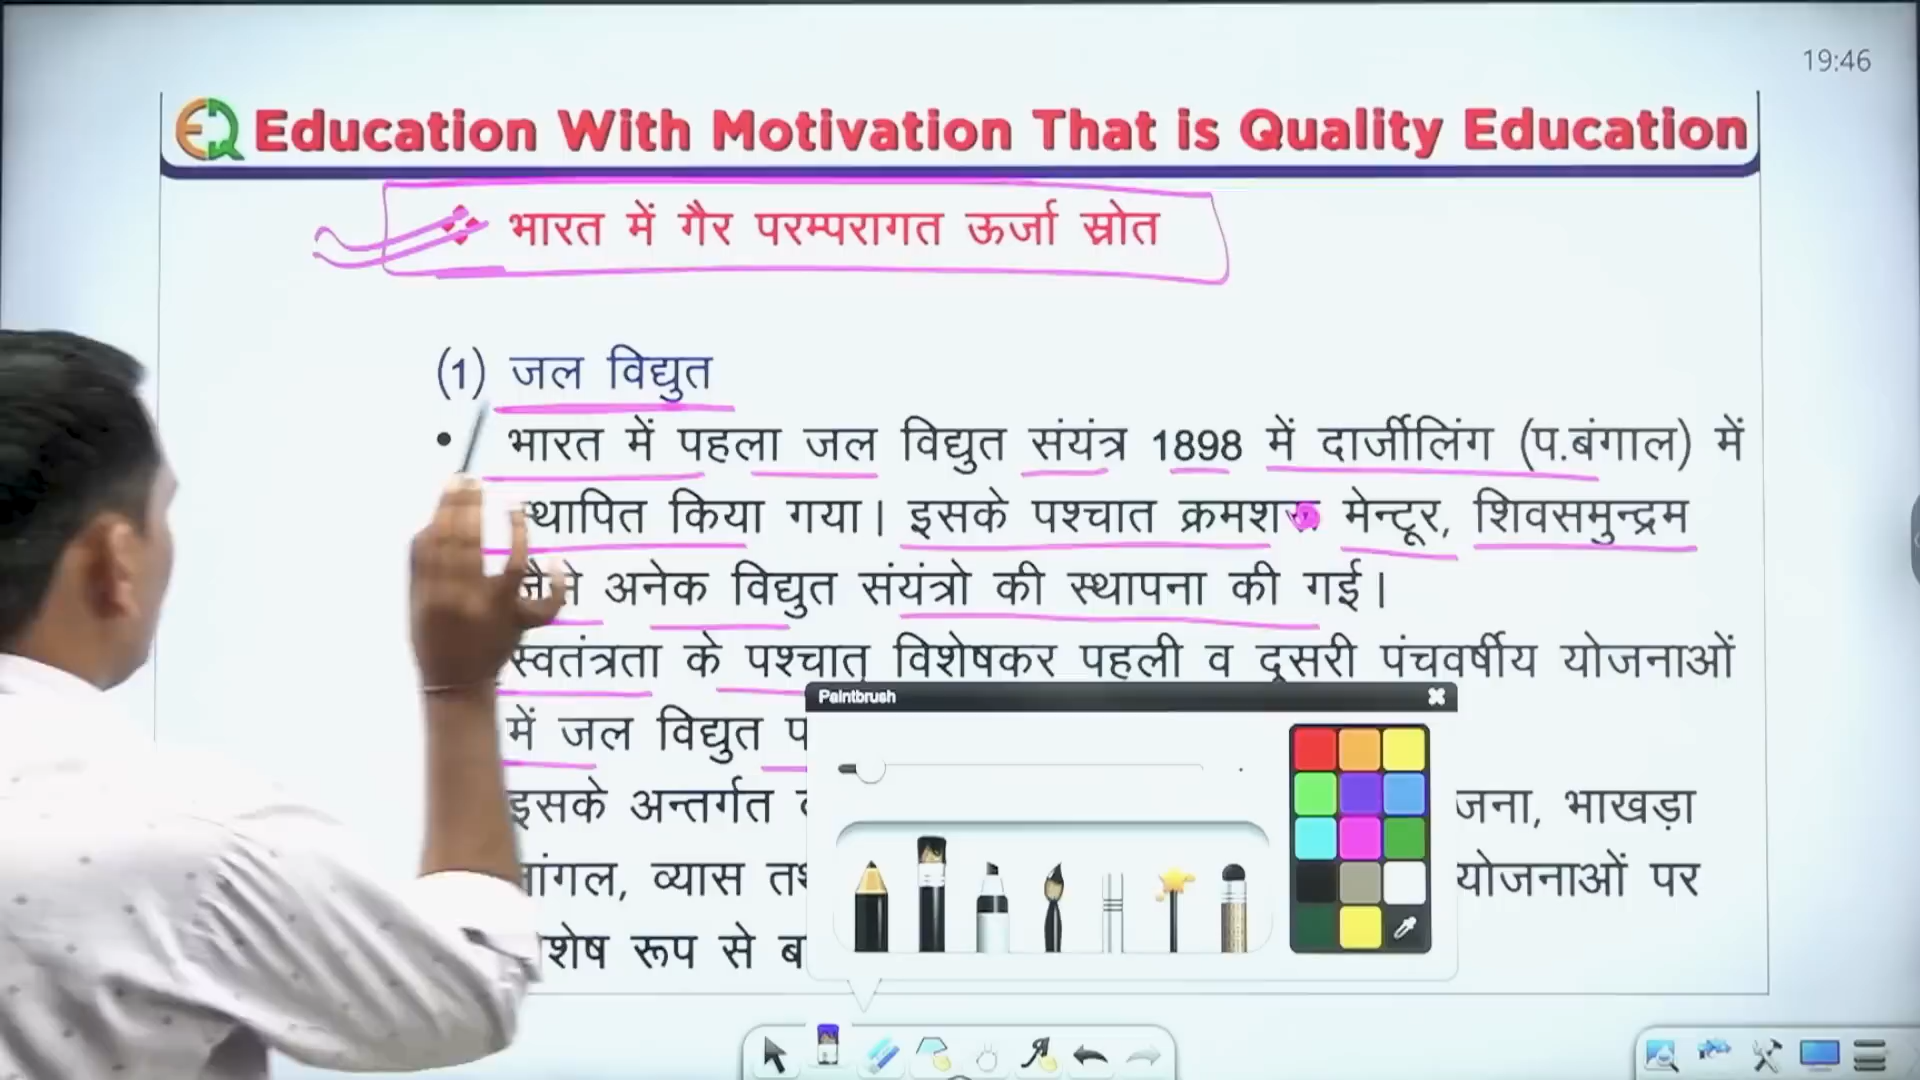 19:46
EQ Education With Motivation That is Quality Education
भारत में गैर परम्परागत ऊर्जा स्रोत
(1) जल विद्युत
• भारत में पहला जल विद्युत संयंत्र 1898 में दार्जीलिंग (प.बंगाल) में
किया गया। इसके पश्चात मेन्टूर, शिवसमुन्द्रम
अनेक विद्युत संयंत्रो की स्थापना की गई।
स्वतंत्रता के पश्चात् विशेषकर पहली व दूसरी पंचवर्षीय योजनाओं
में जल विद्युत
इसके अन्तर्गत भाखड़ा
व्यास योजनाओं पर
रूप से
Paintbrush